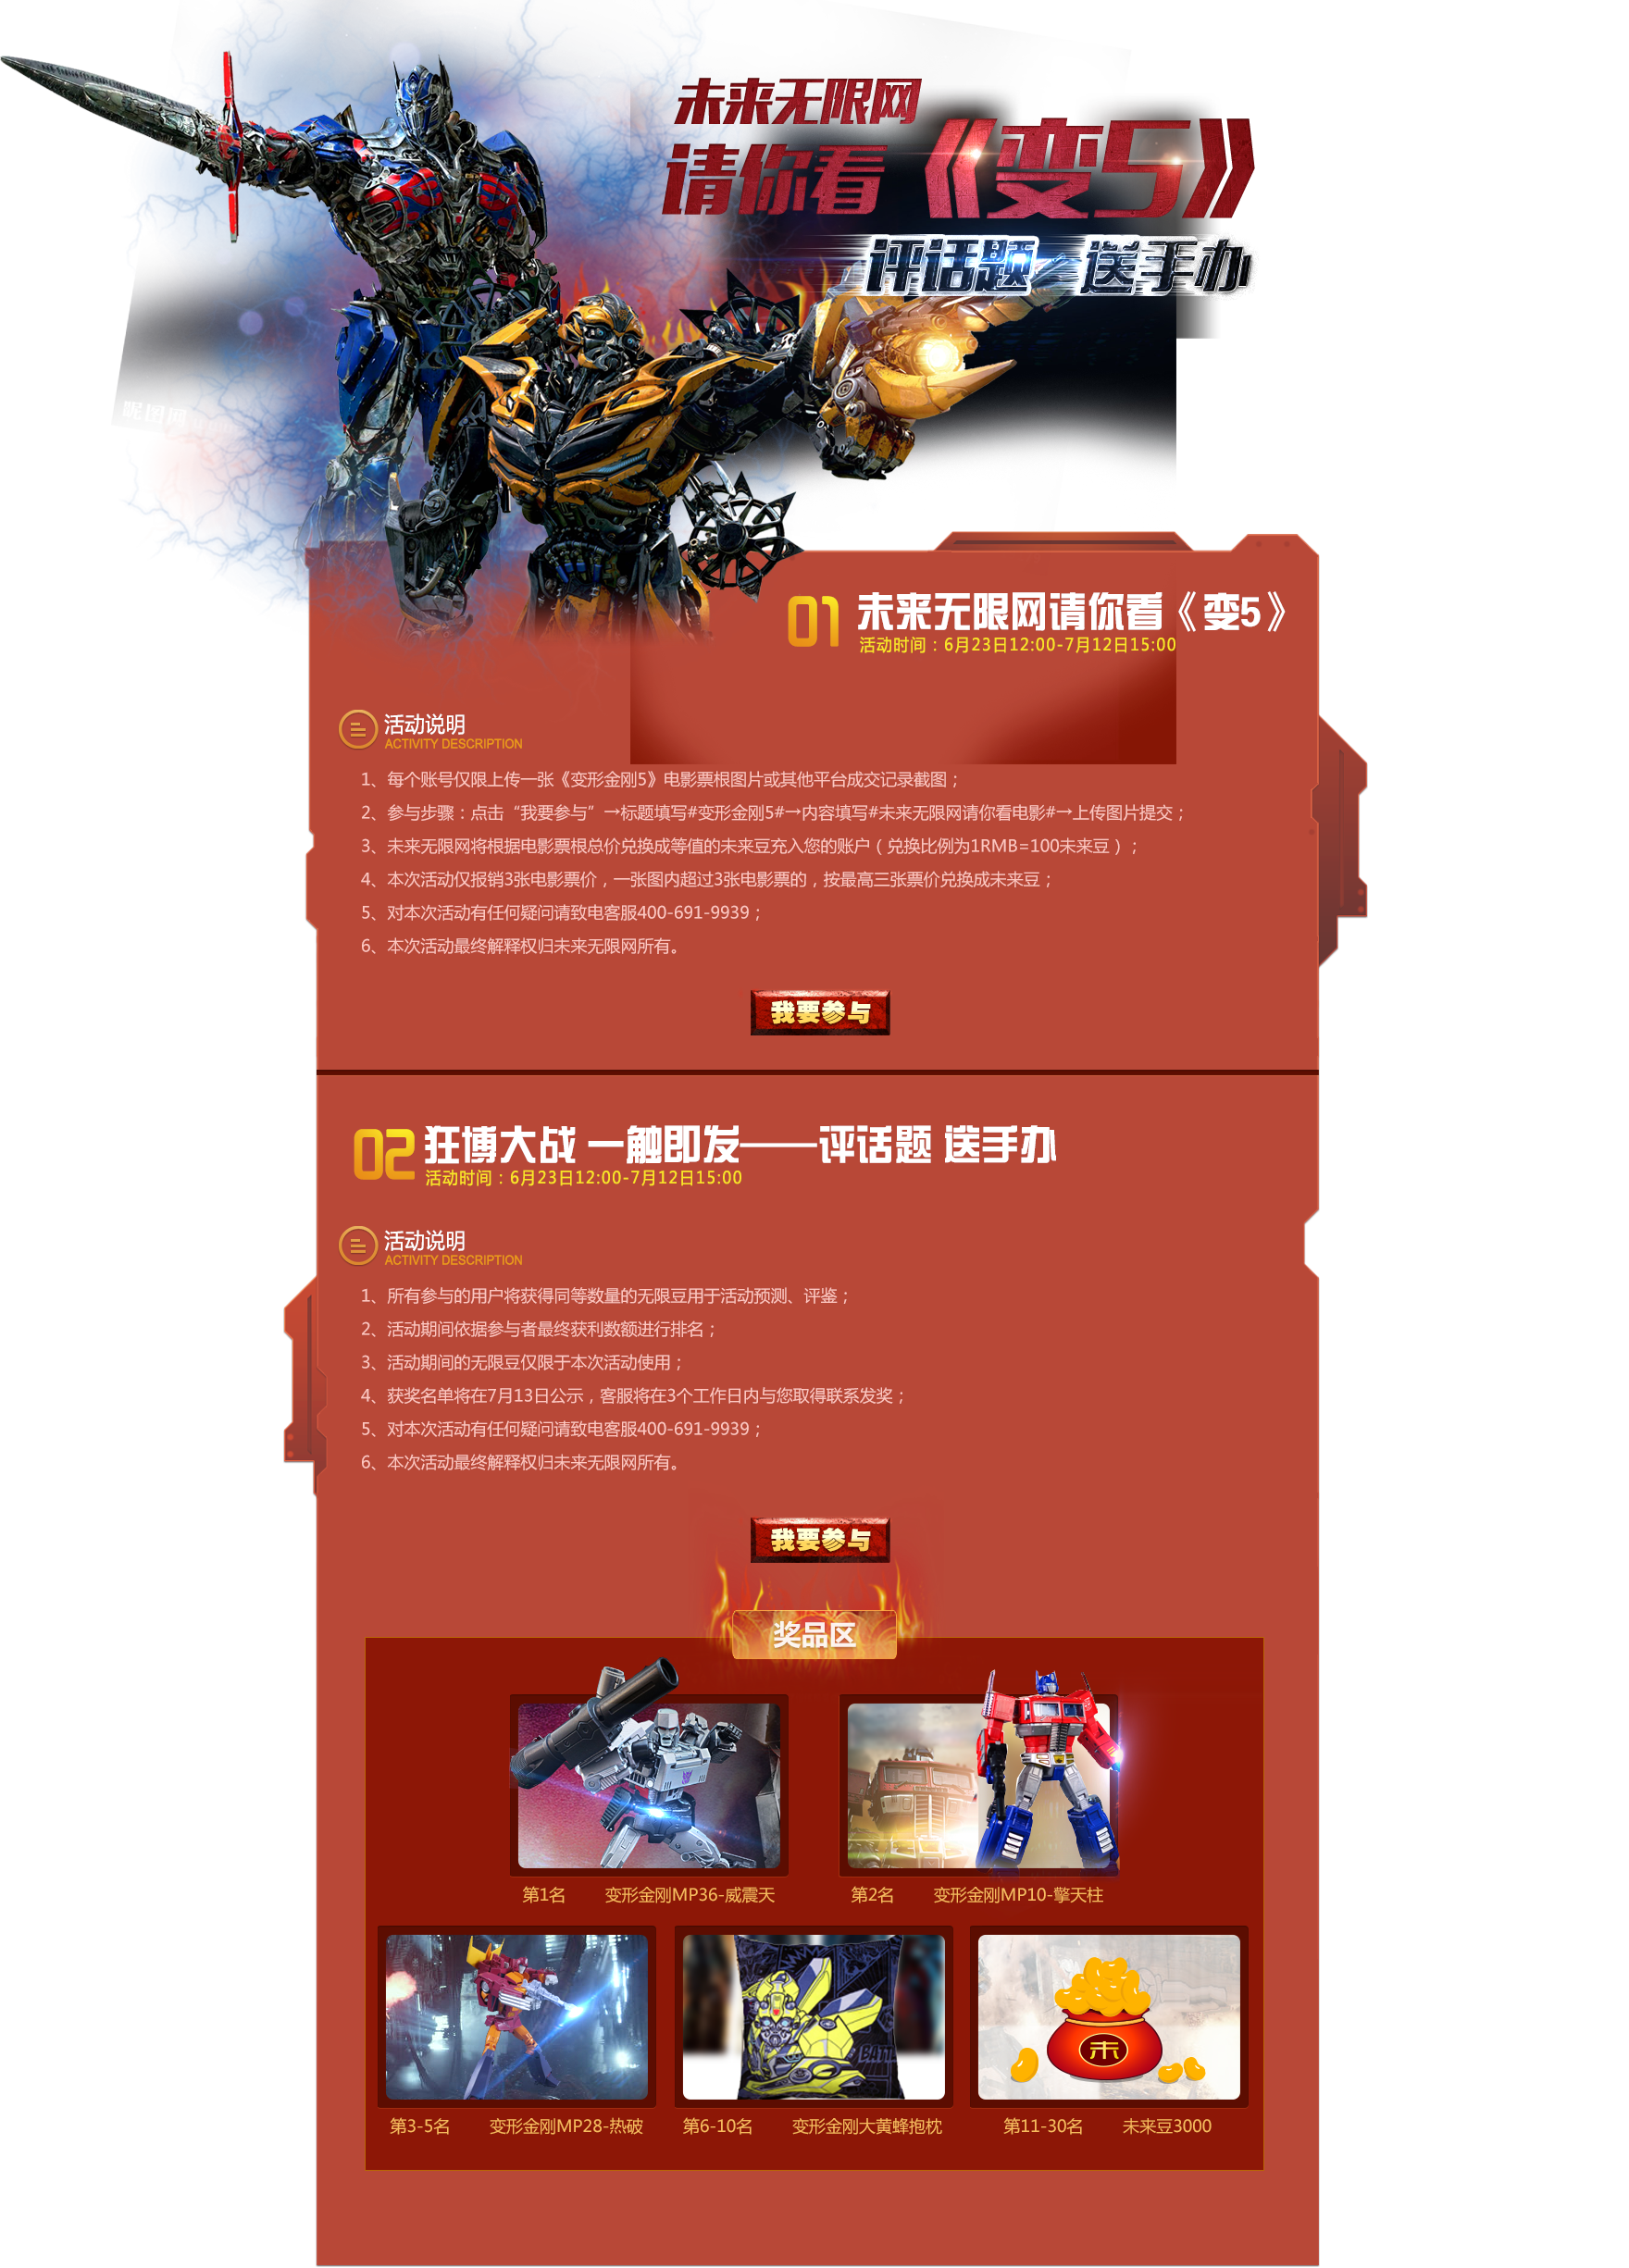 未来无限网
请你看《变5》
评话题 送手办
昵图网
01 未来无限网请你看《变5》
活动时间：6月23日12:00-7月12日15:00
活动说明
ACTIVITY DESCRIPTION
1、每个账号仅限上传一张《变形金刚5》电影票根图片或其他平台成交记录截图；
2、参与步骤：点击“我要参与”→标题填写#变形金刚5#→内容填写#未来无限网请你看电影#→上传图片提交；
3、未来无限网将根据电影票根总价兑换成等值的未来豆充入您的账户（兑换比例为1RMB=100未来豆）；
4、本次活动仅报销3张电影票价，一张图内超过3张电影票的，按最高三张票价兑换成未来豆；
5、对本次活动有任何疑问请致电客服400-691-9939；
6、本次活动最终解释权归未来无限网所有。
我要参与
02 狂博大战 一触即发——评话题 送手办
活动时间：6月23日12:00-7月12日15:00
活动说明
ACTIVITY DESCRIPTION
1、所有参与的用户将获得同等数量的无限豆用于活动预测、评鉴；
2、活动期间依据参与者最终获利数额进行排名；
3、活动期间的无限豆仅限于本次活动使用；
4、获奖名单将在7月13日公示，客服将在3个工作日内与您取得联系发奖；
5、对本次活动有任何疑问请致电客服400-691-9939；
6、本次活动最终解释权归未来无限网所有。
我要参与
奖品区
第1名 变形金刚MP36-威震天
第2名 变形金刚MP10-擎天柱
未
第3-5名 变形金刚MP28-热破
第6-10名 变形金刚大黄蜂抱枕
第11-30名 未来豆3000